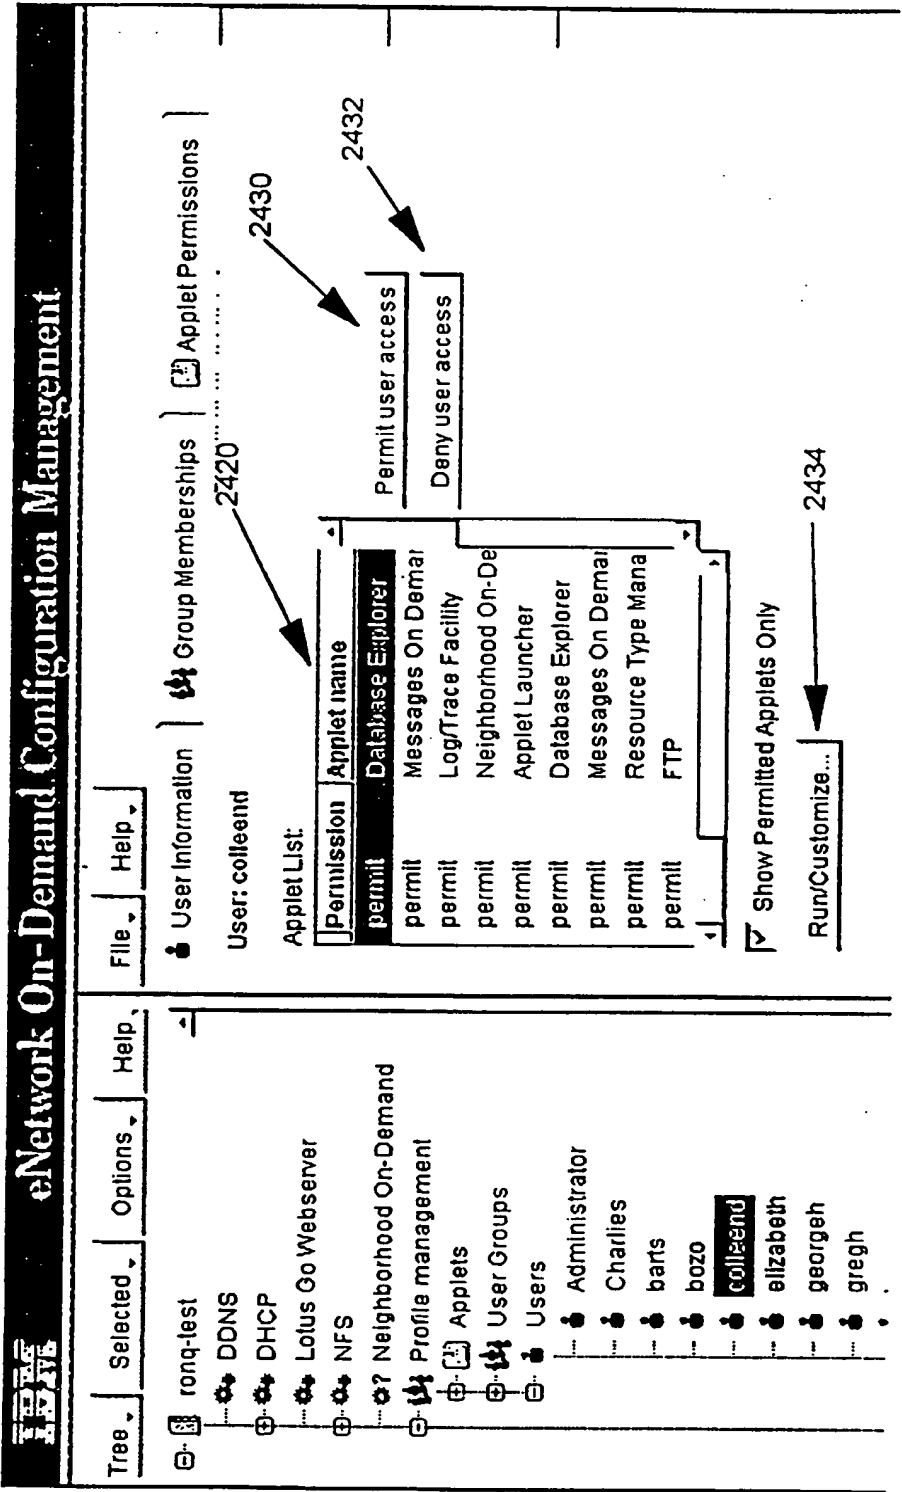 IBM eNetwork On-Demand Configuration Management
Tree Selected Options Help
ronq-test
DDNS
DHCP
Lotus Go Webserver
NFS
Neighborhood On-Demand
Profile management
Applets
User Groups
Users
Administrator
Charlies
barts
bozo
colleend
elizabeth
georgeh
gregh
File Help
User Information Group Memberships Applet Permissions
User: colleend
Applet List:
Permission Applet name
permit Database Explorer
permit Messages On Deman
permit Log/Trace Facility
permit Neighborhood On-De
permit Applet Launcher
permit Database Explorer
permit Messages On Deman
permit Resource Type Mana
permit FTP
Show Permitted Applets Only
Run/Customize...
Permit user access
Deny user access
2420
2430
2432
2434